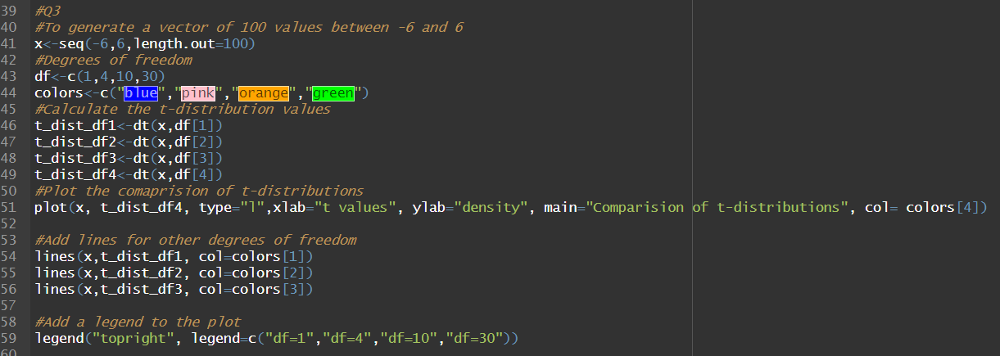 39 #Q3
40 #To generate a vector of 100 values between -6 and 6
41 x<-seq(-6,6,length.out=100)
42 #Degrees of freedom
43 df<-c(1,4,10,30)
44 colors<-c("blue","pink","orange","green")
45 #Calculate the t-distribution values
46 t_dist_df1<-dt(x,df[1])
47 t_dist_df2<-dt(x,df[2])
48 t_dist_df3<-dt(x,df[3])
49 t_dist_df4<-dt(x,df[4])
50 #Plot the comaprision of t-distributions
51 plot(x, t_dist_df4, type="l",xlab="t values", ylab="density", main="Comparision of t-distributions", col= colors[4])
52
53 #Add lines for other degrees of freedom
54 lines(x,t_dist_df1, col=colors[1])
55 lines(x,t_dist_df2, col=colors[2])
56 lines(x,t_dist_df3, col=colors[3])
57
58 #Add a legend to the plot
59 legend("topright", legend=c("df=1","df=4","df=10","df=30"))
60